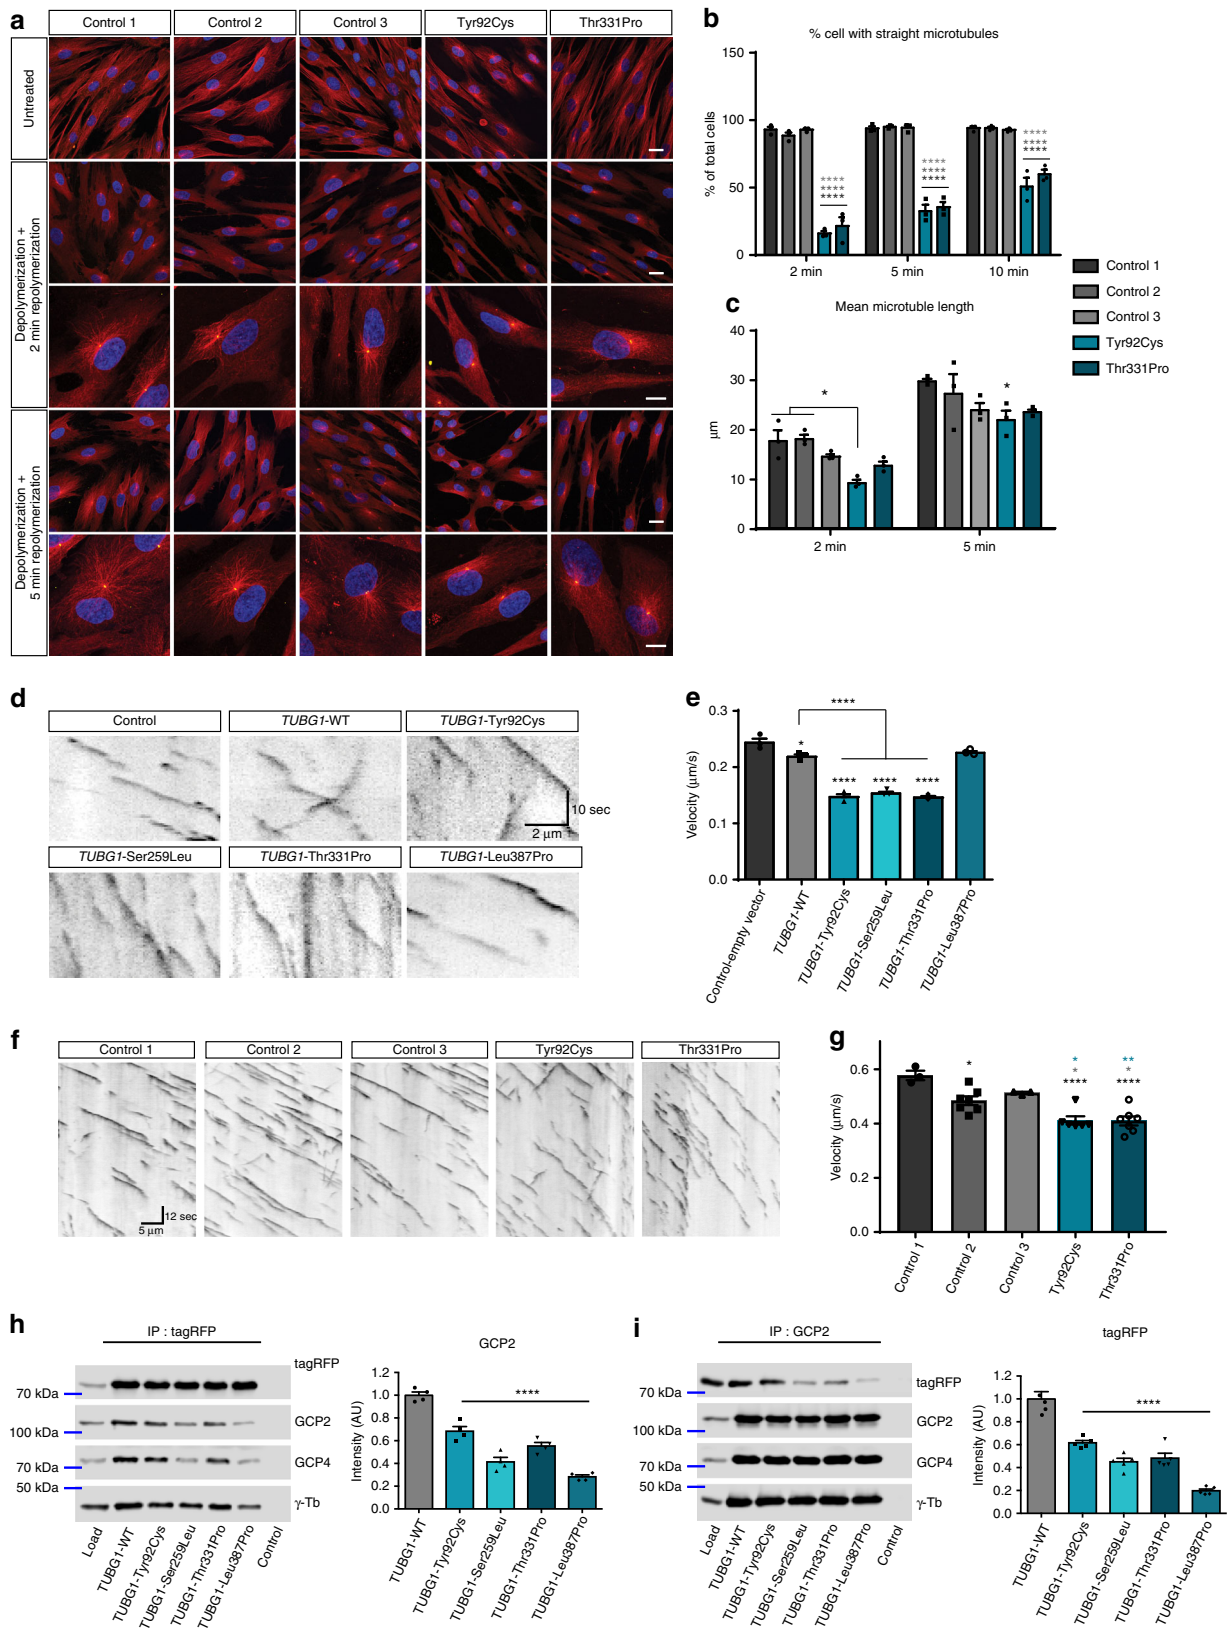 a
Control 1
Control 2
Control 3
Tyr92Cys
Thr331Pro
Untreated
Depolymerization +
2 min repolymerization
Depolymerization +
5 min repolymerization
b
% cell with straight microtubules
% of total cells
150
100
50
0
****
****
****
****
****
****
****
****
****
2 min
5 min
10 min
Control 1
Control 2
Control 3
Tyr92Cys
Thr331Pro
c
Mean microtuble length
µm
40
30
20
10
0
*
*
2 min
5 min
d
Control
TUBG1-WT
TUBG1-Tyr92Cys
10 sec
2 µm
TUBG1-Ser259Leu
TUBG1-Thr331Pro
TUBG1-Leu387Pro
e
Velocity (µm/s)
0.3
0.2
0.1
0.0
****
*
****
****
****
Control-empty vector
TUBG1-WT
TUBG1-Tyr92Cys
TUBG1-Ser259Leu
TUBG1-Thr331Pro
TUBG1-Leu387Pro
f
Control 1
Control 2
Control 3
Tyr92Cys
Thr331Pro
12 sec
5 µm
g
Velocity (µm/s)
0.6
0.4
0.2
0.0
*
*
*
****
**
*
****
Control 1
Control 2
Control 3
Tyr92Cys
Thr331Pro
h
IP : tagRFP
tagRFP
70 kDa
GCP2
100 kDa
GCP4
70 kDa
50 kDa
γ-Tb
Load
TUBG1-WT
TUBG1-Tyr92Cys
TUBG1-Ser259Leu
TUBG1-Thr331Pro
TUBG1-Leu387Pro
Control
GCP2
Intensity (AU)
1.2
1.0
0.8
0.6
0.4
0.2
0.0
****
TUBG1-WT
TUBG1-Tyr92Cys
TUBG1-Ser259Leu
TUBG1-Thr331Pro
TUBG1-Leu387Pro
i
IP : GCP2
tagRFP
70 kDa
GCP2
100 kDa
GCP4
70 kDa
50 kDa
γ-Tb
Load
TUBG1-WT
TUBG1-Tyr92Cys
TUBG1-Ser259Leu
TUBG1-Thr331Pro
TUBG1-Leu387Pro
Control
tagRFP
Intensity (AU)
1.2
1.0
0.8
0.6
0.4
0.2
0.0
****
TUBG1-WT
TUBG1-Tyr92Cys
TUBG1-Ser259Leu
TUBG1-Thr331Pro
TUBG1-Leu387Pro